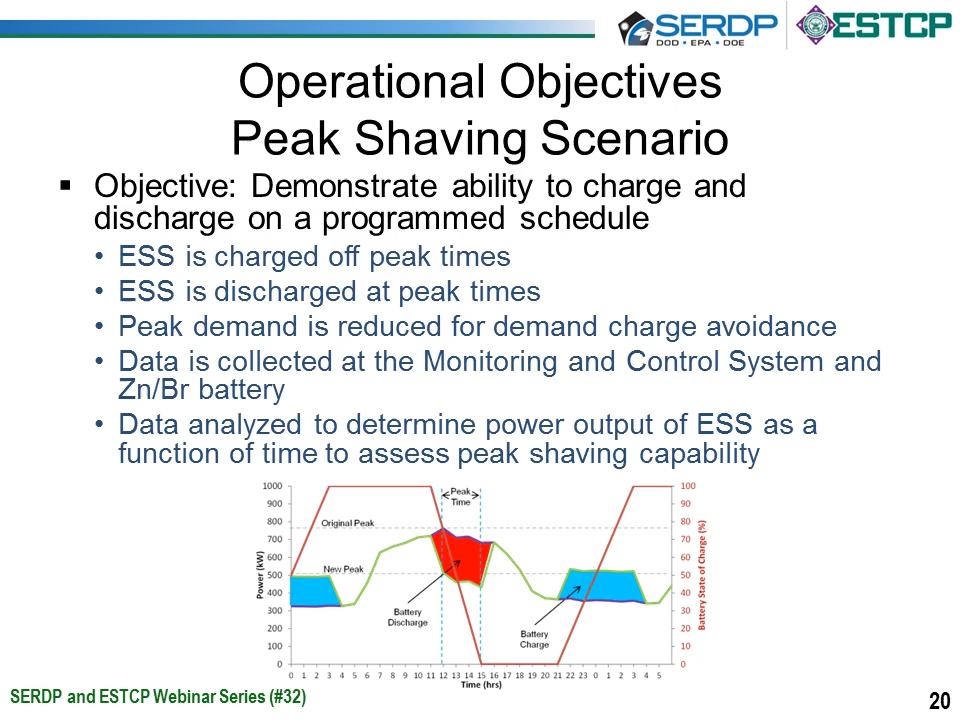 SERDP
DOD • EPA • DOE
ESTCP
Operational Objectives
Peak Shaving Scenario
▪ Objective: Demonstrate ability to charge and
discharge on a programmed schedule
• ESS is charged off peak times
• ESS is discharged at peak times
• Peak demand is reduced for demand charge avoidance
• Data is collected at the Monitoring and Control System and
Zn/Br battery
• Data analyzed to determine power output of ESS as a
function of time to assess peak shaving capability
1000 900 800 700 600 500 400 300 200 100 0
Power (kW)
Original Peak
New Peak
Peak
Time
Battery
Discharge
Battery
Charge
100 90 80 70 60 50 40 30 20 10 0
Battery State of Charge (%)
0 1 2 3 4 5 6 7 8 9 10 11 12 13 14 15 16 17 18 19 20 21 22 23 0 1 2 3 4 5
Time (hrs)
SERDP and ESTCP Webinar Series (#32)
20